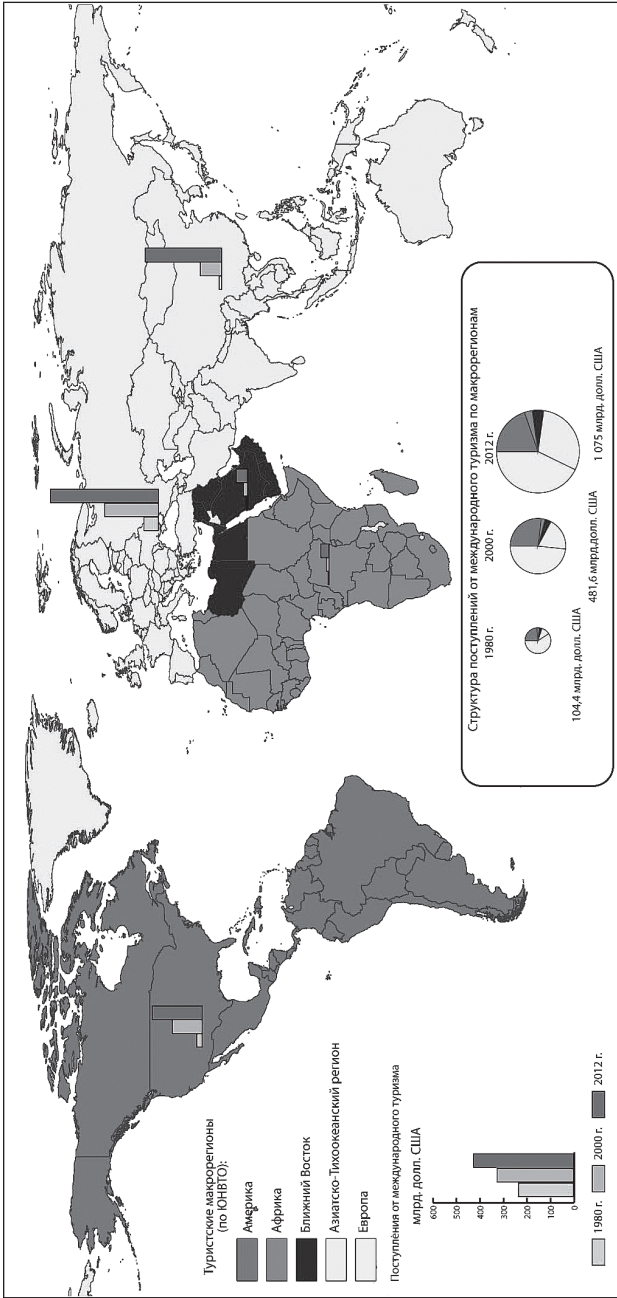 Туристские макрорегионы
(по ЮНВТО):
Америка
Африка
Ближний Восток
Азиатско-Тихоокеанский регион
Европа
Поступления от международного туризма
млрд. долл. США
600
500
400
300
200
100
0
1980 г.
2000 г.
2012 г.
Структура поступлений от международного туризма по макрорегионам
1980 г.
2000 г.
2012 г.
104,4 млрд. долл. США
481,6 млрд.долл. США
1 075 млрд. долл. США